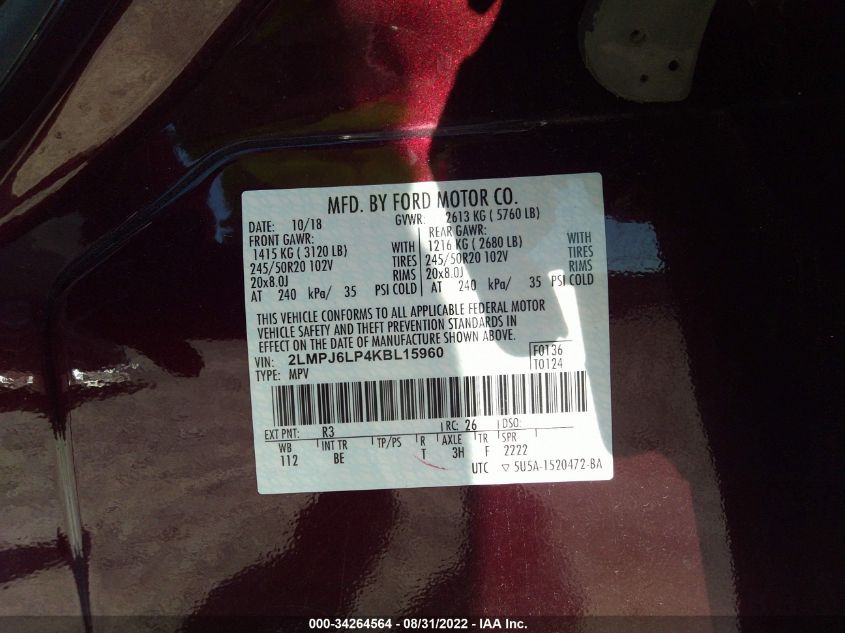 MFD. BY FORD MOTOR CO.
DATE: 10/18 GVWR: 2613 KG ( 5760 LB)
FRONT GAWR: REAR GAWR:
1415 KG ( 3120 LB) WITH 1216 KG ( 2680 LB) WITH
245/50R20 102V TIRES 245/50R20 102V TIRES
20x8.0J RIMS 20x8.0J RIMS
AT 240 kPa/ 35 PSI COLD AT 240 kPa/ 35 PSI COLD
THIS VEHICLE CONFORMS TO ALL APPLICABLE FEDERAL MOTOR
VEHICLE SAFETY AND THEFT PREVENTION STANDARDS IN
EFFECT ON THE DATE OF MANUFACTURE SHOWN ABOVE.
VIN: 2LMPJ6LP4KBL15960 F0136
TYPE: MPV T0124
EXT PNT: R3 RC: 26 DSO:
WB INT TR TP/PS R AXLE TR SPR
112 BE T 3H F 2222
UTC ▽ 5U5A-1520472-BA
000-34264564 / 08/31/2022 - IAA Inc.